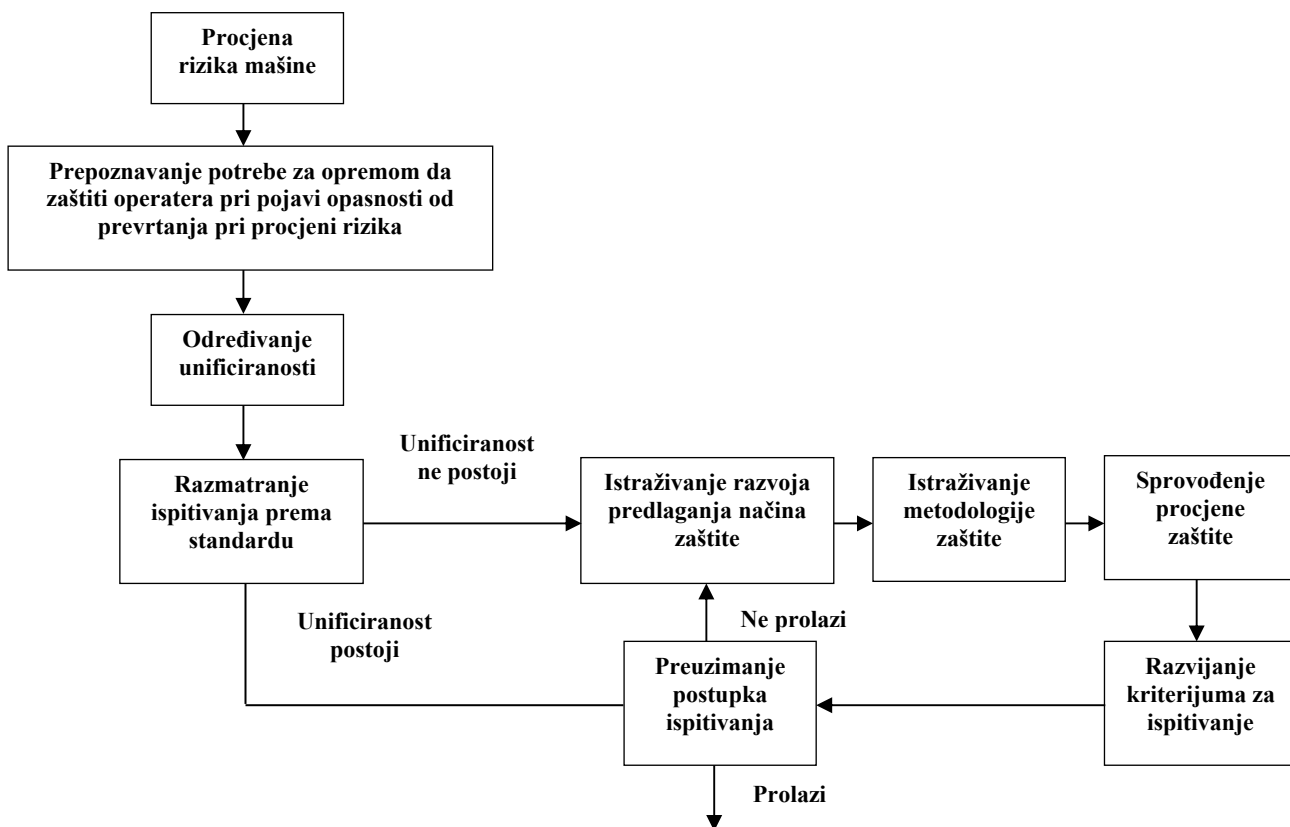 Procjena
rizika mašine
Prepoznavanje potrebe za opremom da
zaštiti operatera pri pojavi opasnosti od
prevrtanja pri procjeni rizika
Određivanje
unificiranosti
Razmatranje
ispitivanja prema
standardu
Unificiranost
ne postoji
Istraživanje razvoja
predlaganja načina
zaštite
Istraživanje
metodologije
zaštite
Sprovođenje
procjene
zaštite
Unificiranost
postoji
Ne prolazi
Preuzimanje
postupka
ispitivanja
Razvijanje
kriterijuma za
ispitivanje
Prolazi